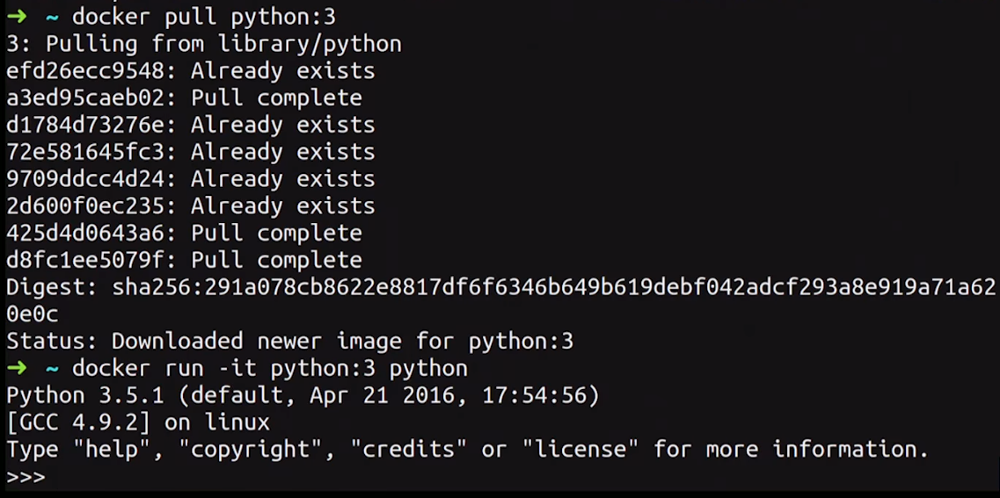 ➜ ~ docker pull python:3
3: Pulling from library/python
efd26ecc9548: Already exists
a3ed95caeb02: Pull complete
d1784d73276e: Already exists
72e581645fc3: Already exists
9709ddcc4d24: Already exists
2d600f0ec235: Already exists
425d4d0643a6: Pull complete
d8fc1ee5079f: Pull complete
Digest: sha256:291a078cb8622e8817df6f6346b649b619debf042adcf293a8e919a71a62
0e0c
Status: Downloaded newer image for python:3
➜ ~ docker run -it python:3 python
Python 3.5.1 (default, Apr 21 2016, 17:54:56)
[GCC 4.9.2] on linux
Type "help", "copyright", "credits" or "license" for more information.
>>>